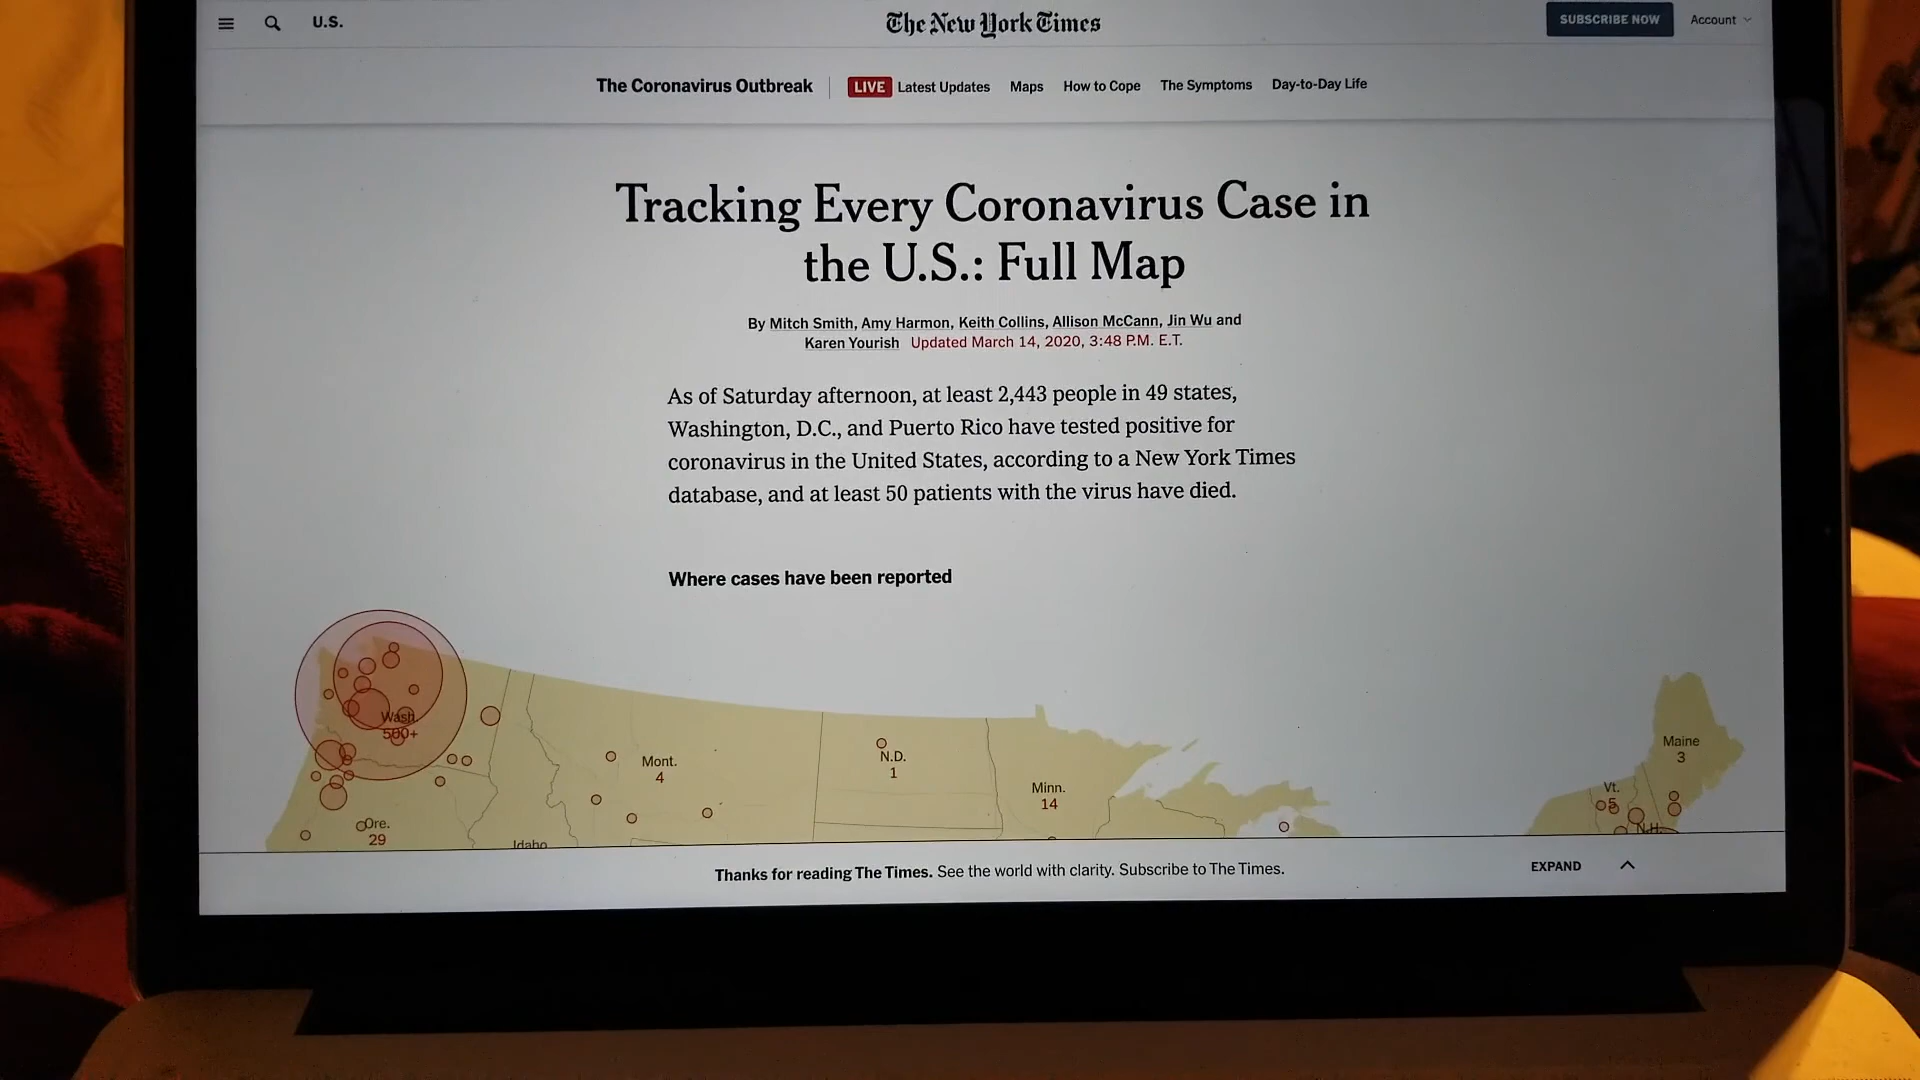 U.S.
The New York Times
SUBSCRIBE NOW
Account
The Coronavirus Outbreak
LIVE Latest Updates
Maps
How to Cope
The Symptoms
Day-to-Day Life
Tracking Every Coronavirus Case in
the U.S.: Full Map
By Mitch Smith, Amy Harmon, Keith Collins, Allison McCann, Jin Wu and
Karen Yourish Updated March 14, 2020, 3:48 P.M. E.T.
As of Saturday afternoon, at least 2,443 people in 49 states,
Washington, D.C., and Puerto Rico have tested positive for
coronavirus in the United States, according to a New York Times
database, and at least 50 patients with the virus have died.
Where cases have been reported
Wash.
500+
Ore.
29
Idaho
Mont.
4
N.D.
1
Minn.
14
Vt.
5
N.H.
Maine
3
Thanks for reading The Times. See the world with clarity. Subscribe to The Times.
EXPAND